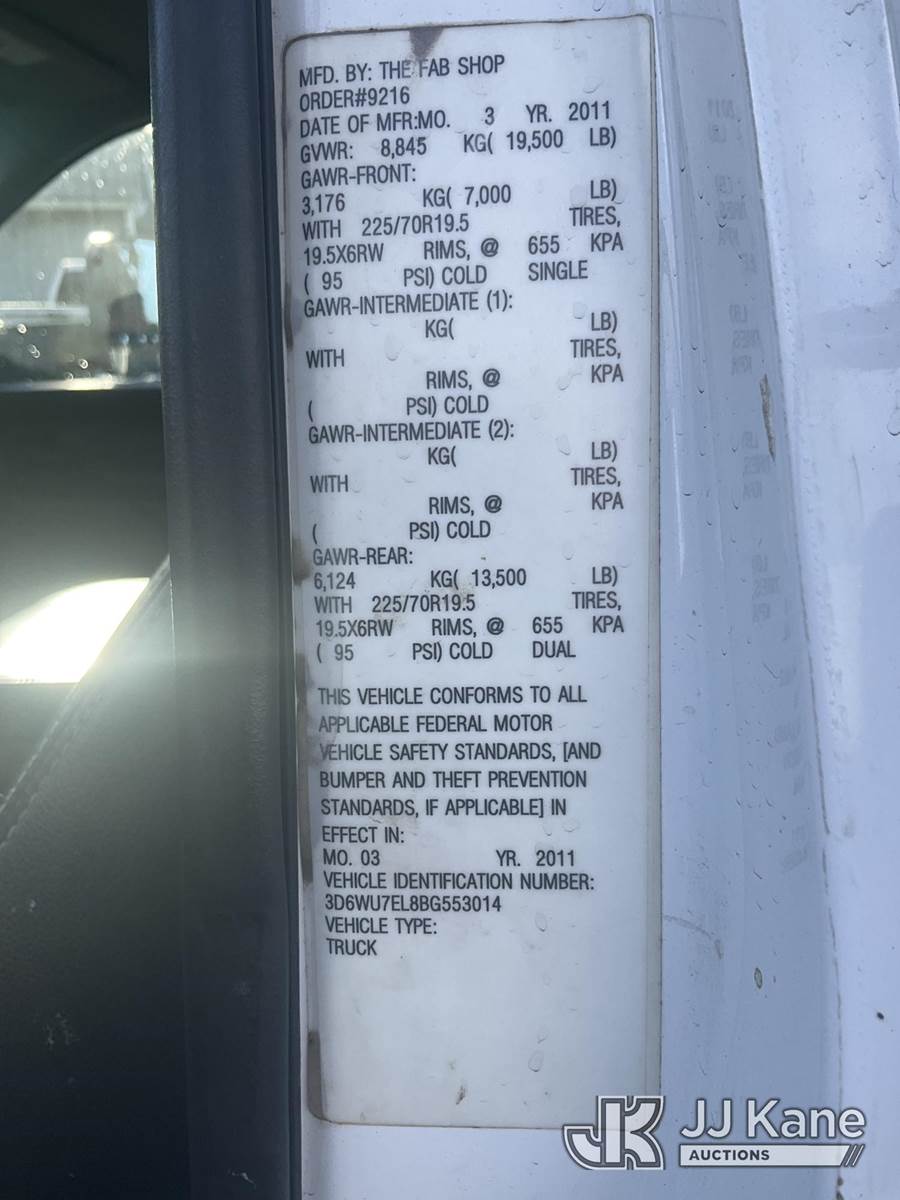 MFD. BY: THE FAB SHOP
ORDER#9216
DATE OF MFR:MO. 3 YR. 2011
GVWR: 8,845 KG( 19,500 LB)
GAWR-FRONT:
3,176 KG( 7,000 LB)
WITH 225/70R19.5 TIRES,
19.5X6RW RIMS, @ 655 KPA
( 95 PSI) COLD SINGLE
GAWR-INTERMEDIATE (1):
KG( LB)
WITH TIRES,
RIMS, @ KPA
( PSI) COLD
GAWR-INTERMEDIATE (2):
KG( LB)
WITH TIRES,
RIMS, @ KPA
( PSI) COLD
GAWR-REAR:
6,124 KG( 13,500 LB)
WITH 225/70R19.5 TIRES,
19.5X6RW RIMS, @ 655 KPA
( 95 PSI) COLD DUAL
THIS VEHICLE CONFORMS TO ALL
APPLICABLE FEDERAL MOTOR
VEHICLE SAFETY STANDARDS, [AND
BUMPER AND THEFT PREVENTION
STANDARDS, IF APPLICABLE] IN
EFFECT IN:
MO. 03 YR. 2011
VEHICLE IDENTIFICATION NUMBER:
3D6WU7EL8BG553014
VEHICLE TYPE:
TRUCK
JK JJ Kane
AUCTIONS